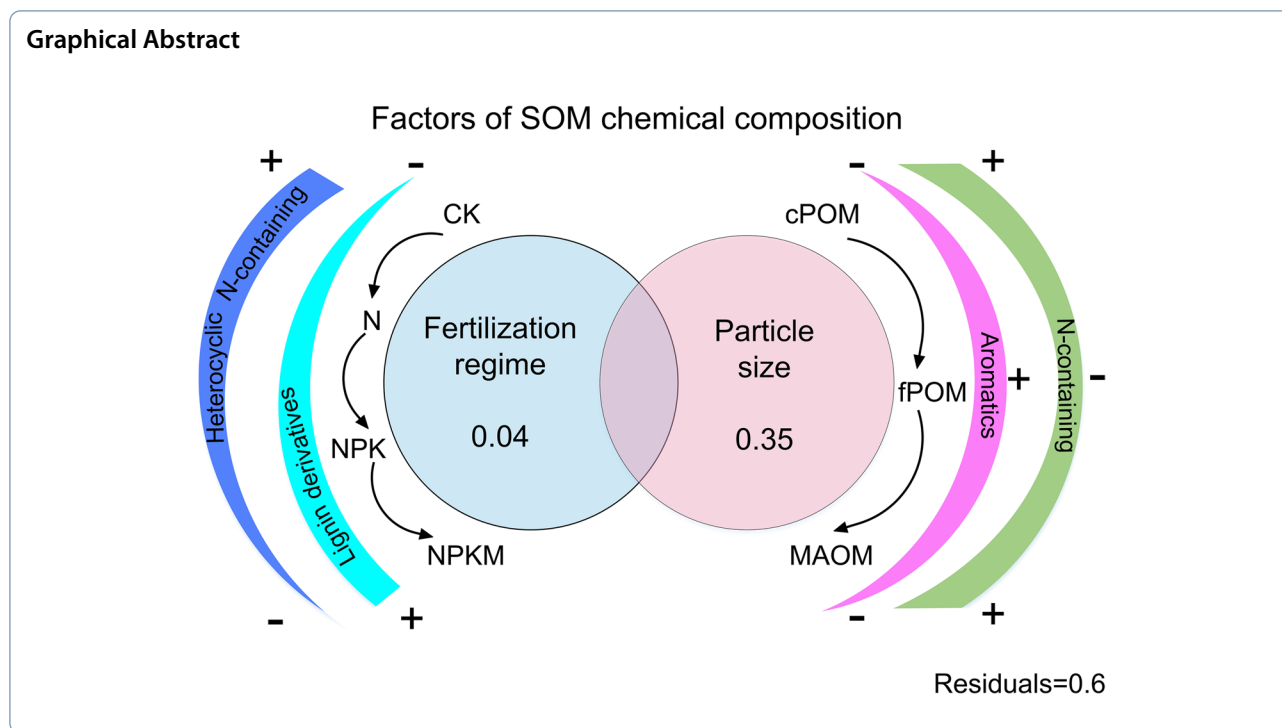 Graphical Abstract
Factors of SOM chemical composition
+
-
-
+
Heterocyclic N-containing
Lignin derivatives
CK
N
NPK
NPKM
Fertilization
regime
0.04
Particle
size
0.35
cPOM
fPOM
MAOM
Aromatics
+
N-containing
-
-
+
-
+
Residuals=0.6